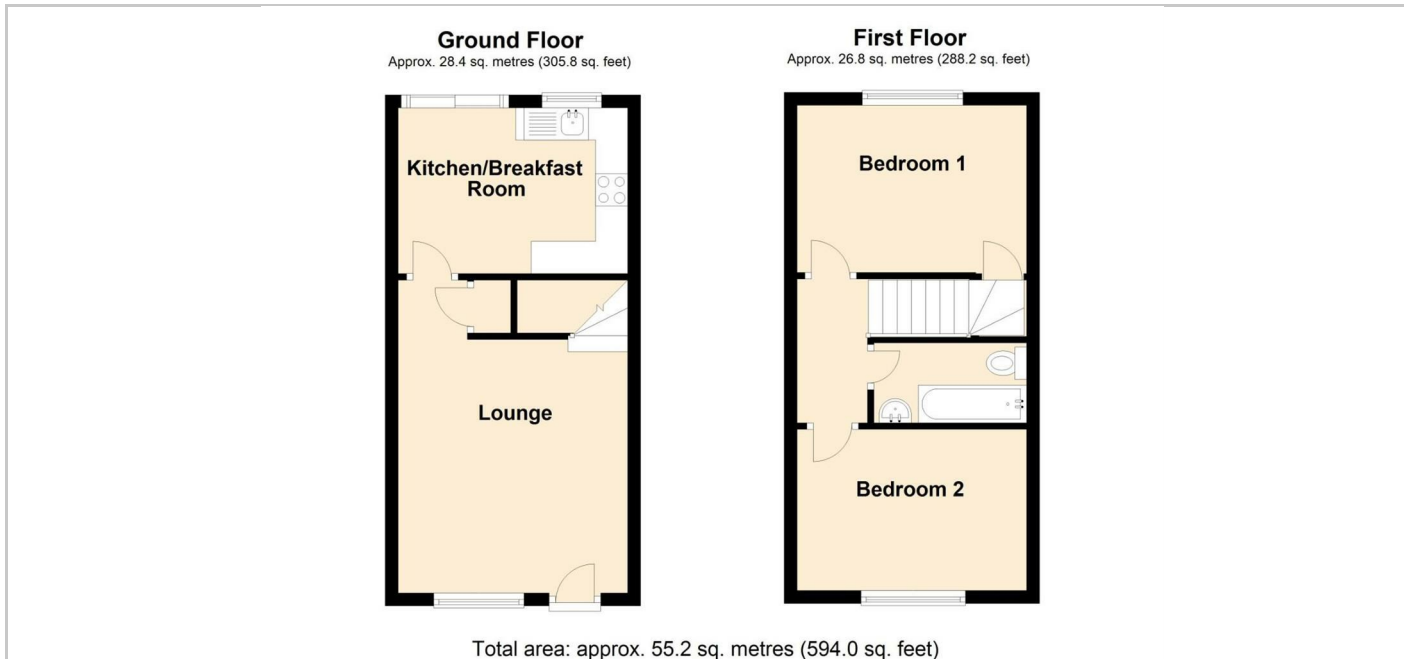 Ground Floor
Approx. 28.4 sq. metres (305.8 sq. feet)
Kitchen/Breakfast
Room
Lounge
First Floor
Approx. 26.8 sq. metres (288.2 sq. feet)
Bedroom 1
Bedroom 2
Total area: approx. 55.2 sq. metres (594.0 sq. feet)